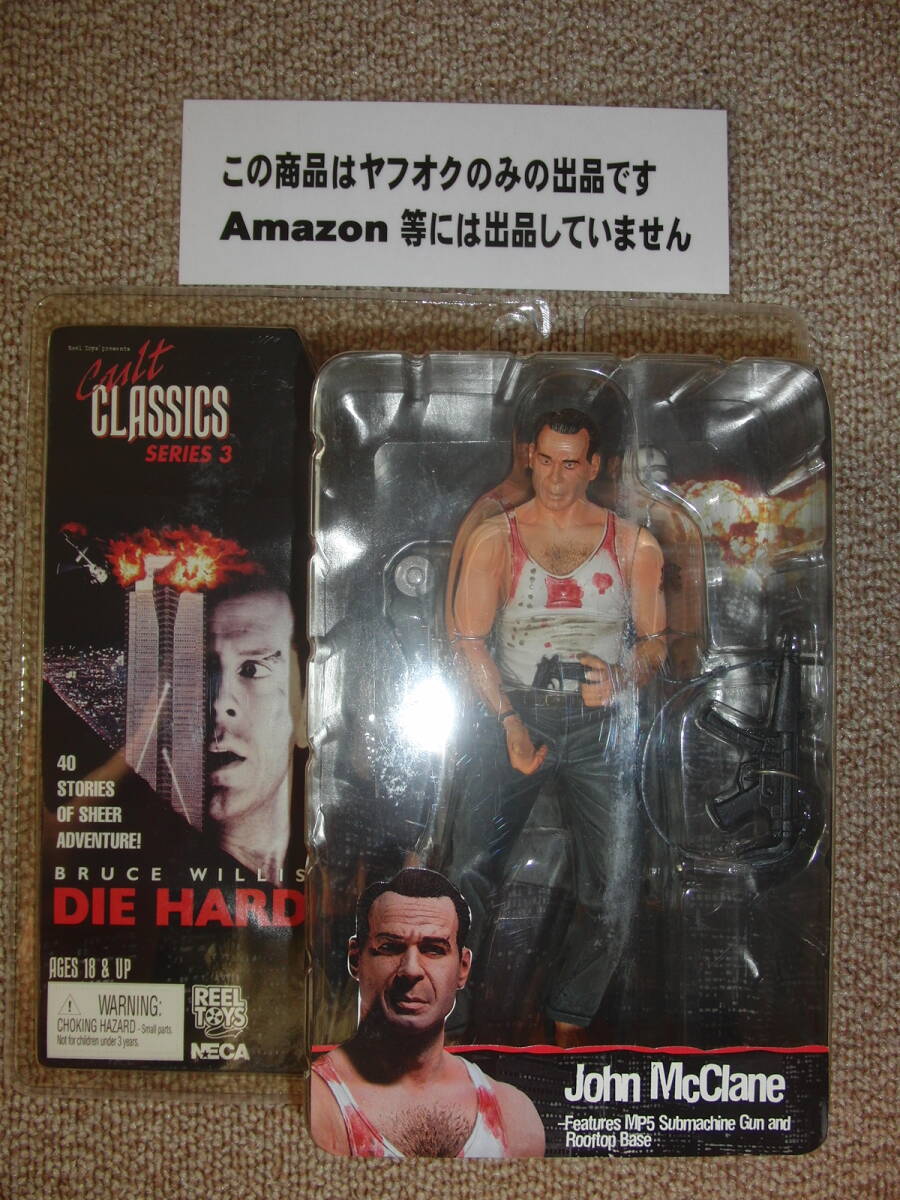 この商品はヤフオクのみの出品です
Amazon 等には出品していません
Reel Toys presents
Cult
CLASSICS
SERIES 3
40
STORIES
OF SHEER
ADVENTURE!
BRUCE WILLIS
DIE HARD
AGES 18 & UP
WARNING:
CHOKING HAZARD - Small parts.
Not for children under 3 years.
REEL
TOYS
NECA
John McClane
-Features MP5 Submachine Gun and
Rooftop Base